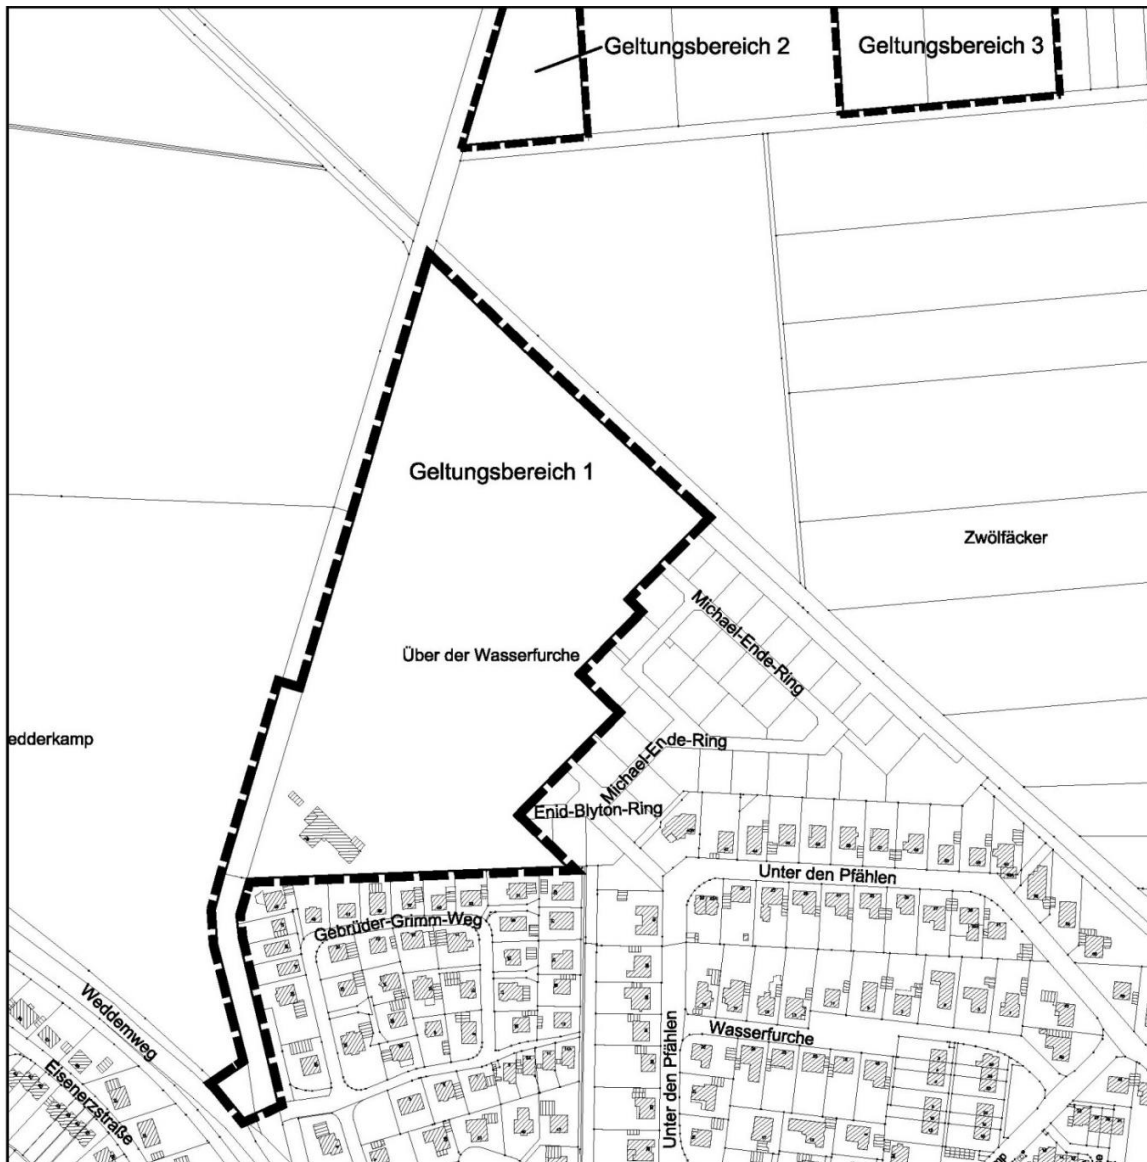 Geltungsbereich 2
Geltungsbereich 3
Geltungsbereich 1
Zwölfäcker
Michael-Ende-Ring
Über der Wasserfurche
edderkamp
Michael-Ende-Ring
Enid-Blyton-Ring
Unter den Pfählen
Gebrüder-Grimm-Weg
Weddemweg
Wasserfurche
Unter den Pfählen
Eisenerzstraße